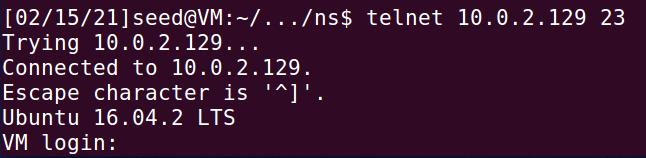 [02/15/21]seed@VM:~/.../ns$ telnet 10.0.2.129 23
Trying 10.0.2.129...
Connected to 10.0.2.129.
Escape character is '^]'.
Ubuntu 16.04.2 LTS
VM login: